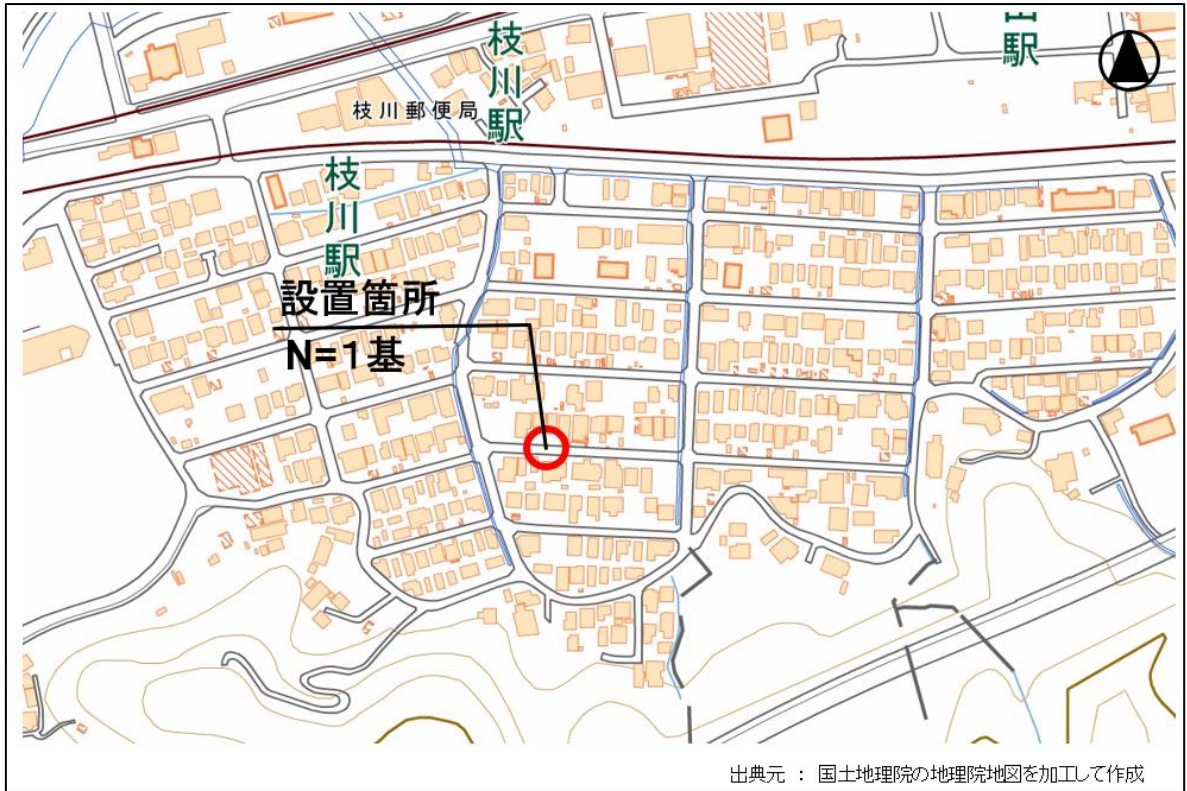 枝川駅
駅
枝川郵便局
枝川駅
設置箇所
N=1基
出典元 : 国土地理院の地理院地図を加工して作成